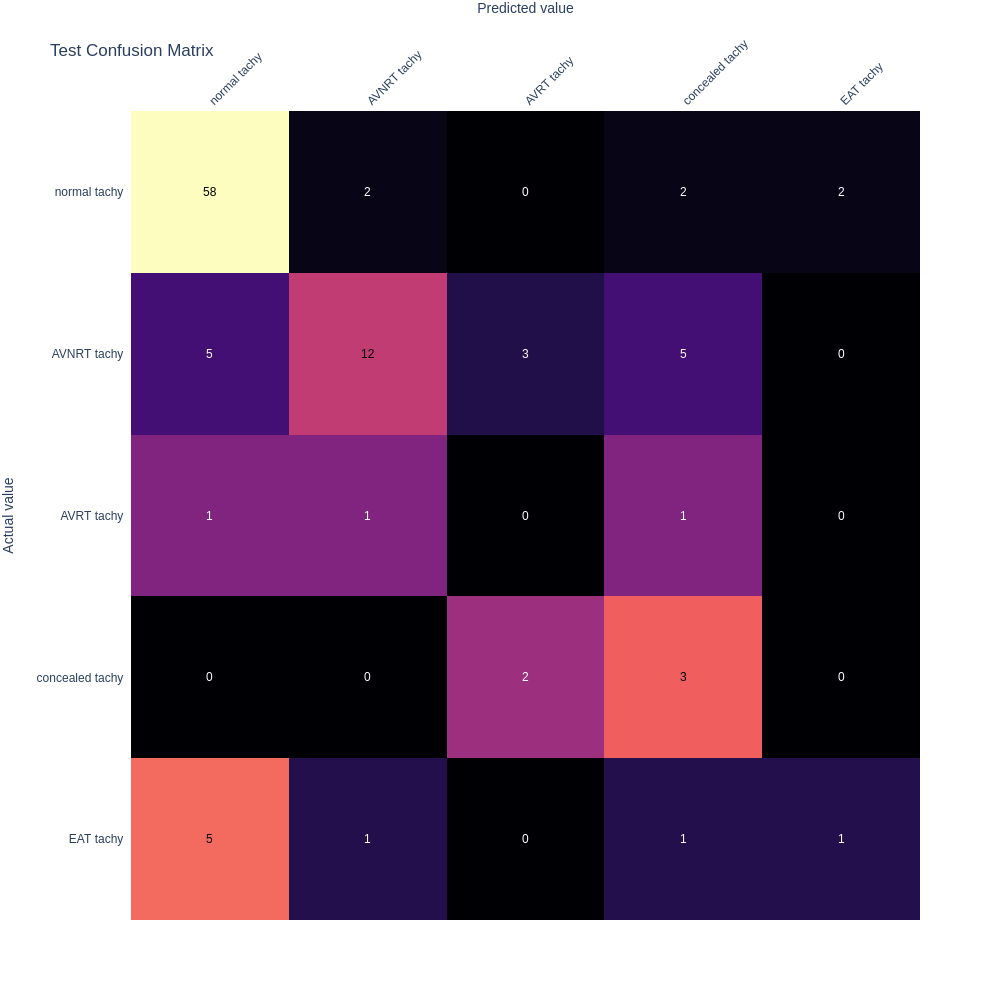 Predicted value
Test Confusion Matrix
normal tachy
AVNRT tachy
AVRT tachy
concealed tachy
EAT tachy
normal tachy 58 2 0 2 2
AVNRT tachy 5 12 3 5 0
AVRT tachy 1 1 0 1 0
concealed tachy 0 0 2 3 0
EAT tachy 5 1 0 1 1
Actual value